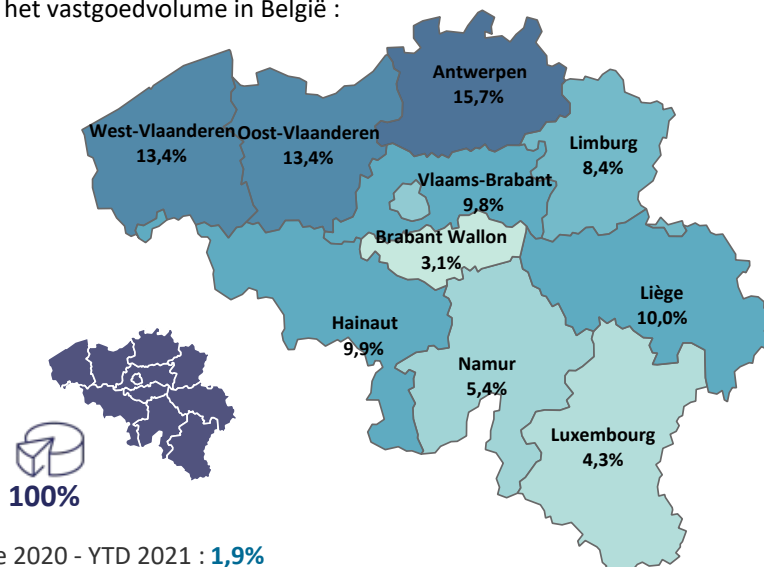 het vastgoedvolume in België :
Antwerpen
15,7%
West-Vlaanderen
13,4%
Oost-Vlaanderen
13,4%
Limburg
8,4%
Vlaams-Brabant
9,8%
Brabant Wallon
3,1%
Liège
10,0%
Hainaut
9,9%
Namur
5,4%
Luxembourg
4,3%
100%
e 2020 - YTD 2021 : 1,9%